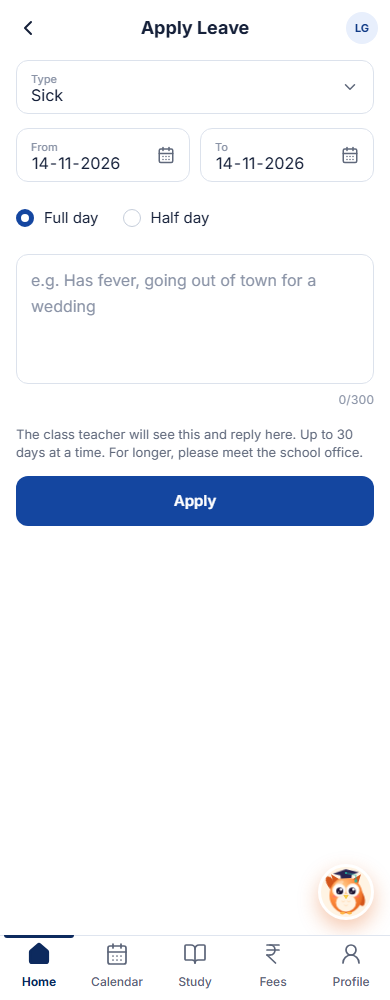 Apply Leave
LG
Type
Sick
From
14-11-2026
To
14-11-2026
Full day
Half day
e.g. Has fever, going out of town for a
wedding
0/300
The class teacher will see this and reply here. Up to 30
days at a time. For longer, please meet the school office.
Apply
Home
Calendar
Study
₹
Fees
Profile